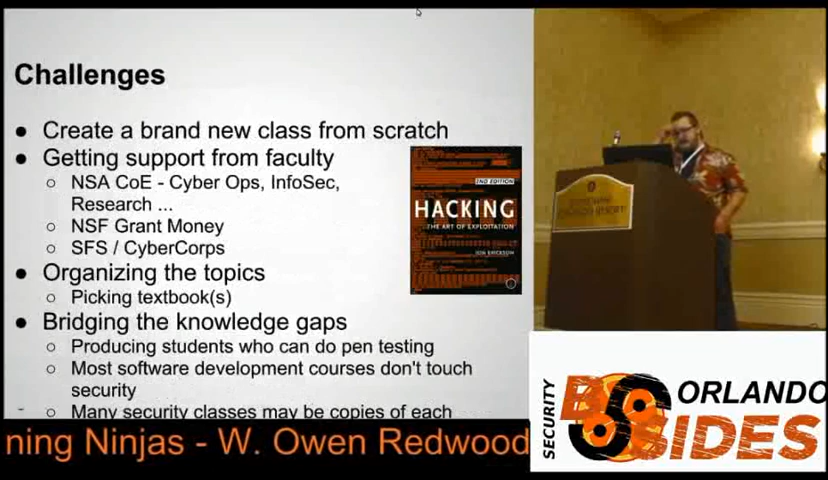 Challenges
● Create a brand new class from scratch
● Getting support from faculty
○ NSA CoE - Cyber Ops, InfoSec,
Research ...
○ NSF Grant Money
○ SFS / CyberCorps
● Organizing the topics
○ Picking textbook(s)
● Bridging the knowledge gaps
○ Producing students who can do pen testing
○ Most software development courses don't touch
security
○ Many security classes may be copies of each
2ND EDITION
HACKING
THE ART OF EXPLOITATION
JON ERICKSON
ning Ninjas - W. Owen Redwood
SECURITY
BSIDES
ORLANDO